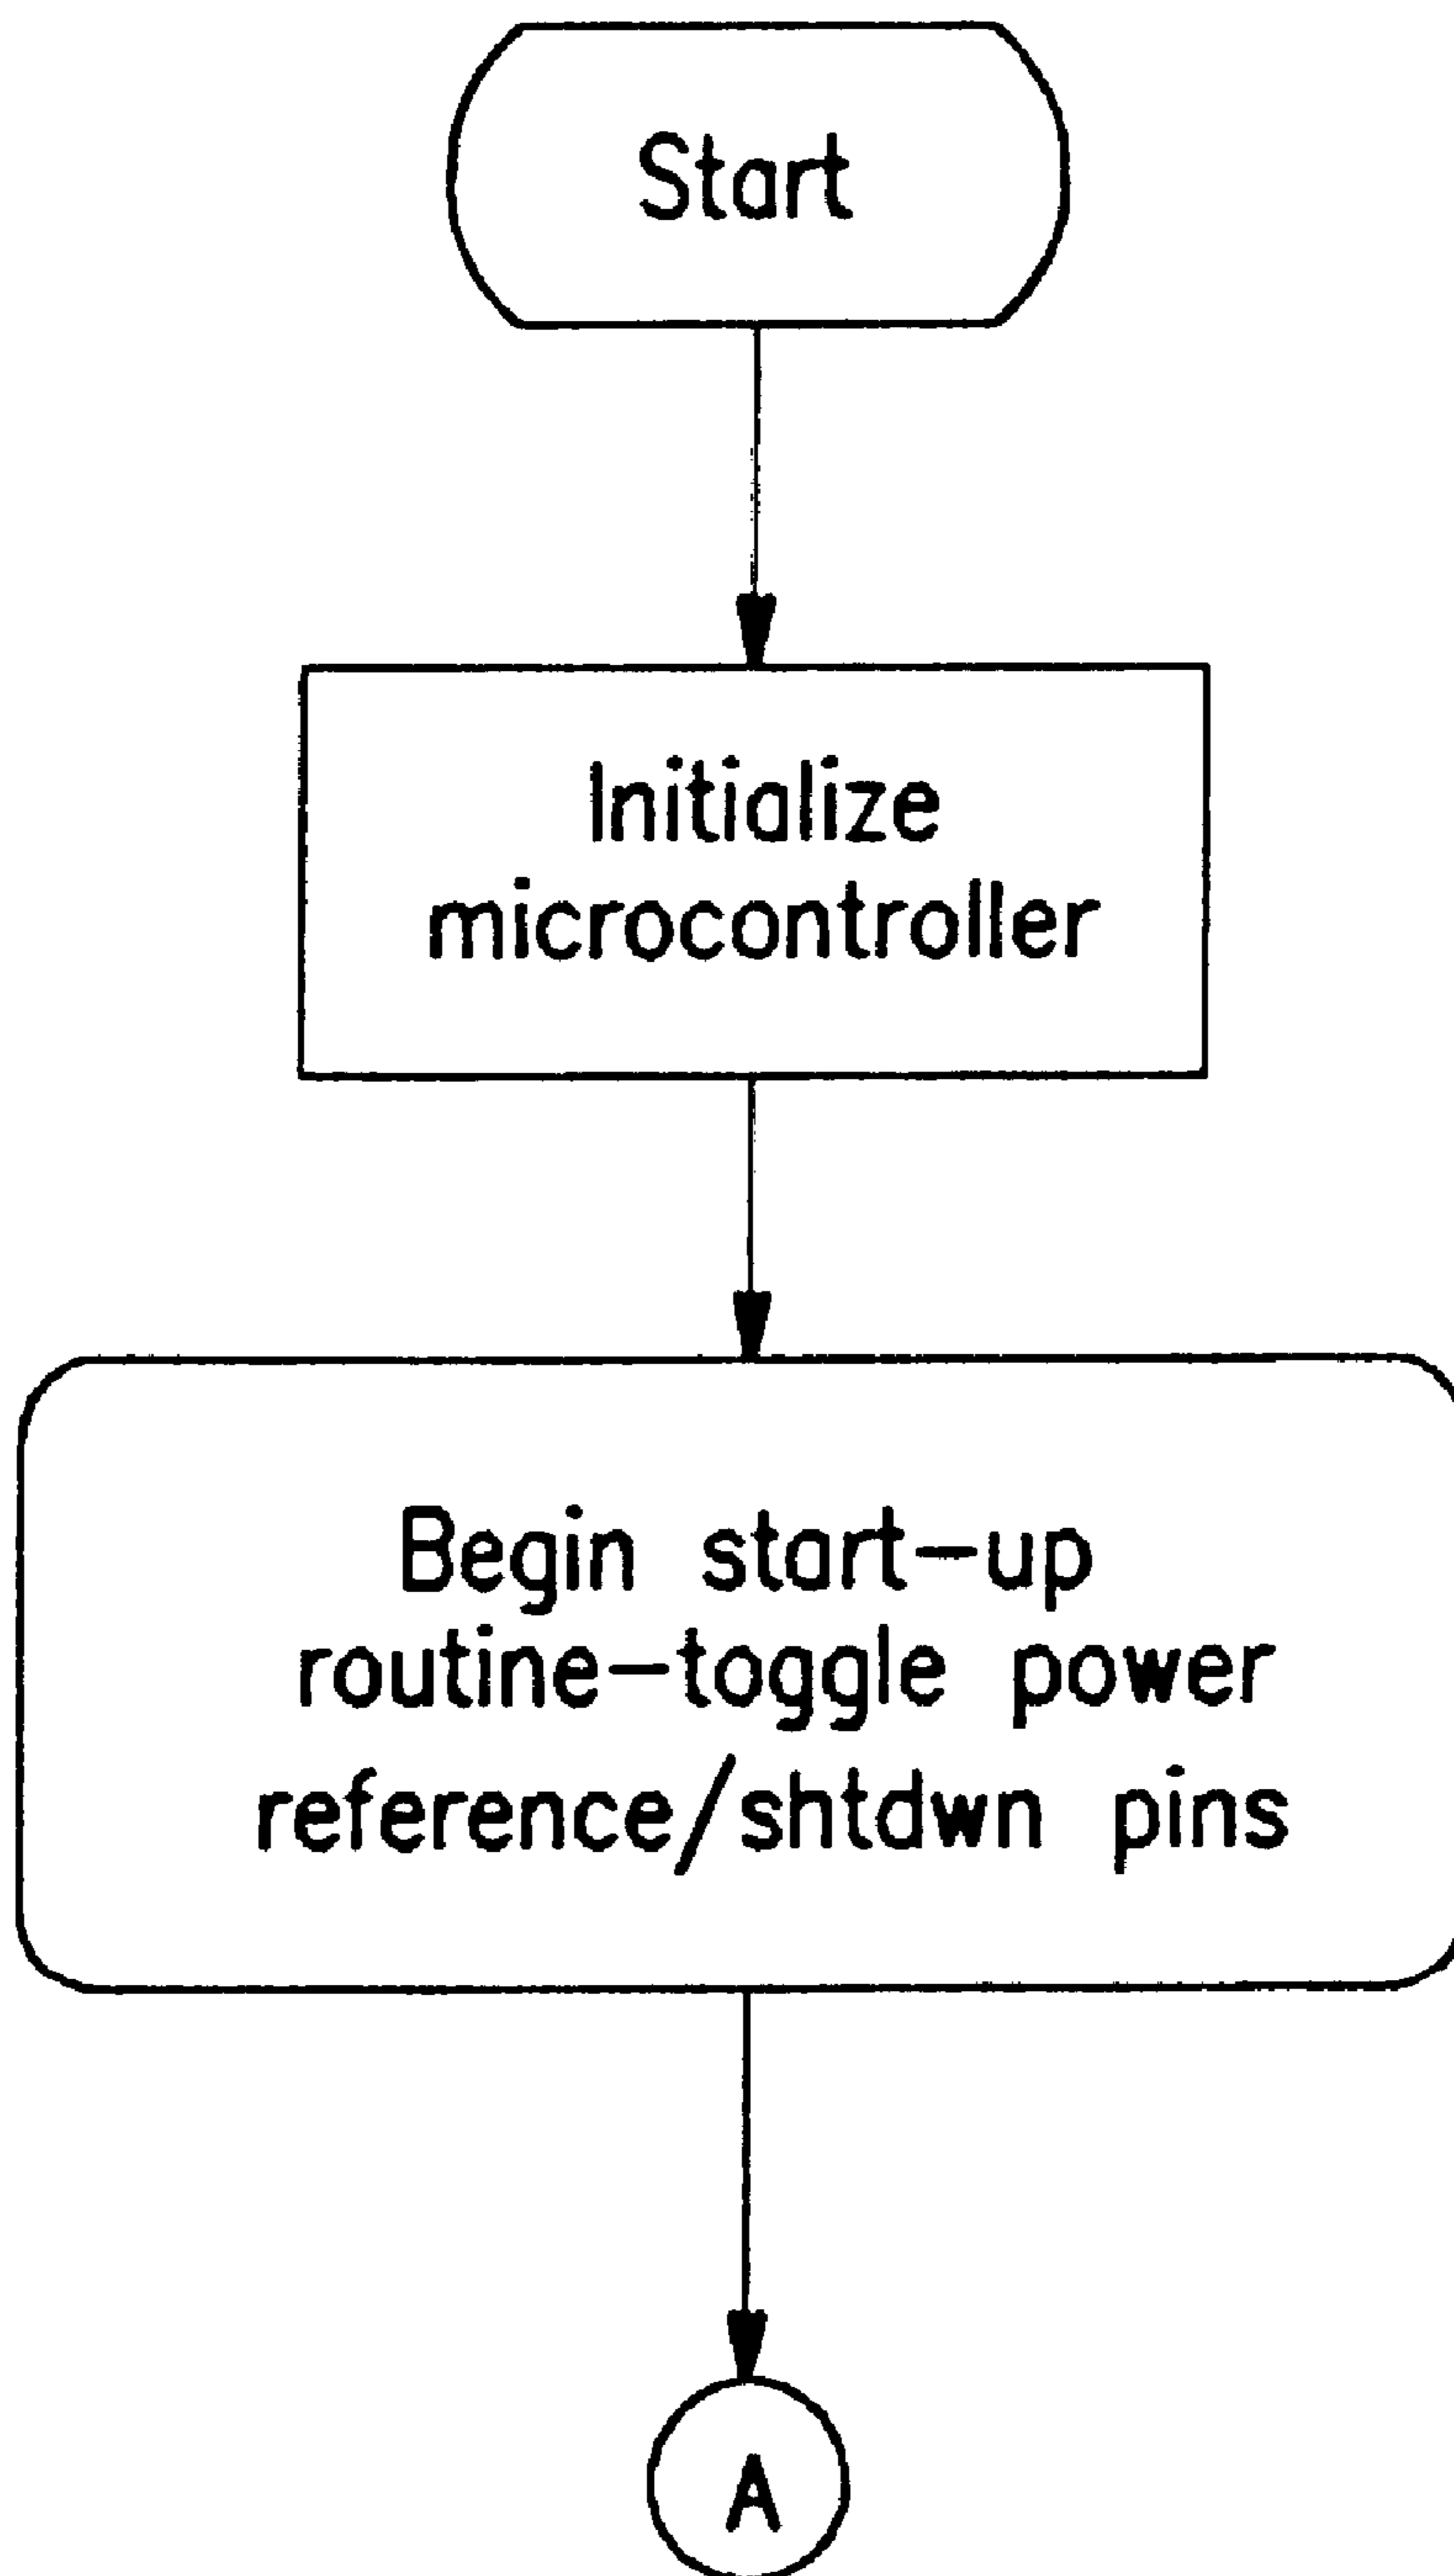 Start
Initialize
microcontroller
Begin start-up
routine-toggle power
reference/shtdwn pins
A